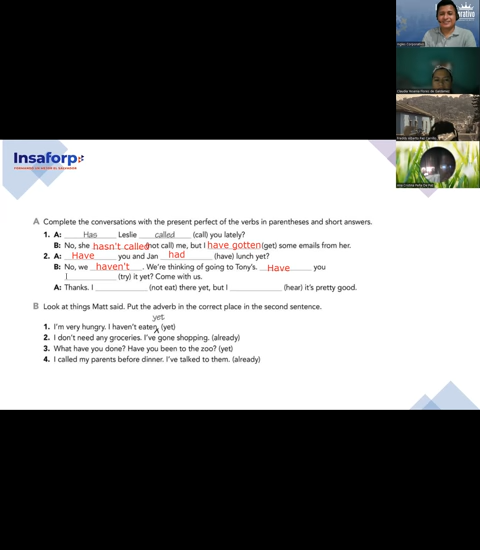 Insaforp
A Complete the conversations with the present perfect of the verbs in parentheses and short answers.
1. A: Has Leslie called (call) you lately?
B: No, she hasn't called (not call) me, but I have gotten (get) some emails from her.
2. A: Have you and Jan had (have) lunch yet?
B: No, we haven't. We're thinking of going to Tony's. Have you
I (try) it yet? Come with us.
A: Thanks. I (not eat) there yet, but I (hear) it's pretty good.
B Look at things Matt said. Put the adverb in the correct place in the second sentence.
yet
1. I'm very hungry. I haven't eaten. (yet)
2. I don't need any groceries. I've gone shopping. (already)
3. What have you done? Have you been to the zoo? (yet)
4. I called my parents before dinner. I've talked to them. (already)